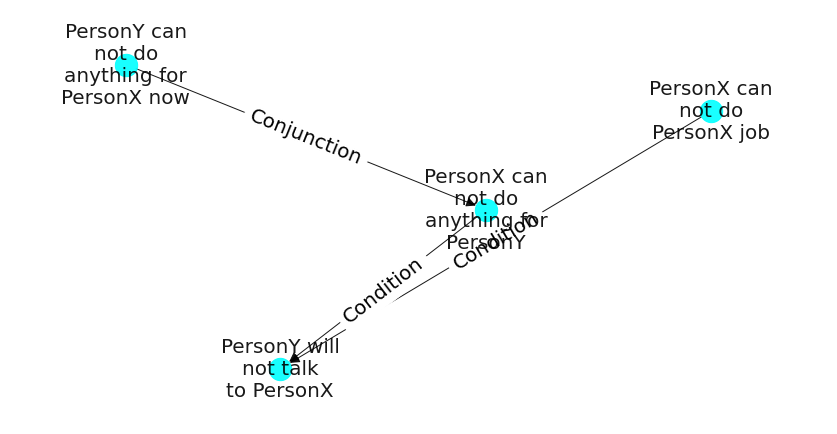 PersonY can
not do
anything for
PersonX now
PersonX can
not do
PersonX job
Conjunction
PersonX can
not do
anything for
PersonY
Condition
Condition
PersonY will
not talk
to PersonX